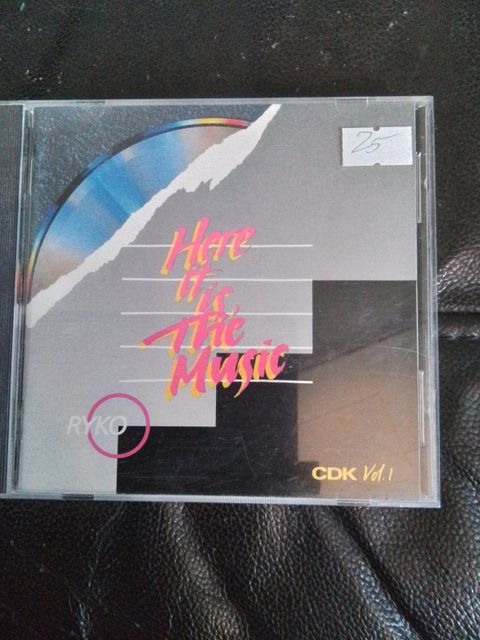 25
Here
it
is,
The
Music
RYKO
CDK Vol. 1